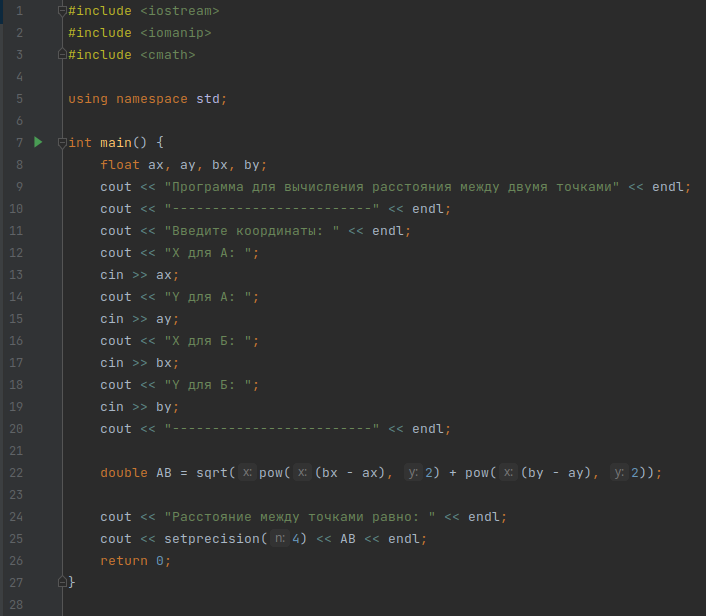 1 #include <iostream>
2 #include <iomanip>
3 #include <cmath>
4
5 using namespace std;
6
7 int main() {
8 float ax, ay, bx, by;
9 cout << "Программа для вычисления расстояния между двумя точками" << endl;
10 cout << "-------------------------" << endl;
11 cout << "Введите координаты: " << endl;
12 cout << "X для А: ";
13 cin >> ax;
14 cout << "Y для А: ";
15 cin >> ay;
16 cout << "X для Б: ";
17 cin >> bx;
18 cout << "Y для Б: ";
19 cin >> by;
20 cout << "-------------------------" << endl;
21
22 double AB = sqrt( x: pow( x: (bx - ax), y: 2) + pow( x: (by - ay), y: 2));
23
24 cout << "Расстояние между точками равно: " << endl;
25 cout << setprecision( n: 4) << AB << endl;
26 return 0;
27 }
28